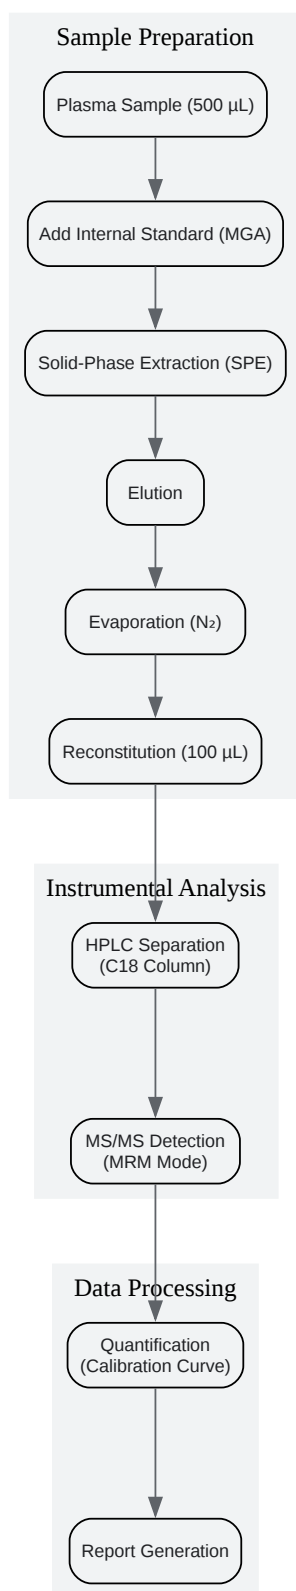 Sample Preparation
Plasma Sample (500 µL)
Add Internal Standard (MGA)
Solid-Phase Extraction (SPE)
Elution
Evaporation (N₂)
Reconstitution (100 µL)
Instrumental Analysis
HPLC Separation
(C18 Column)
MS/MS Detection
(MRM Mode)
Data Processing
Quantification
(Calibration Curve)
Report Generation